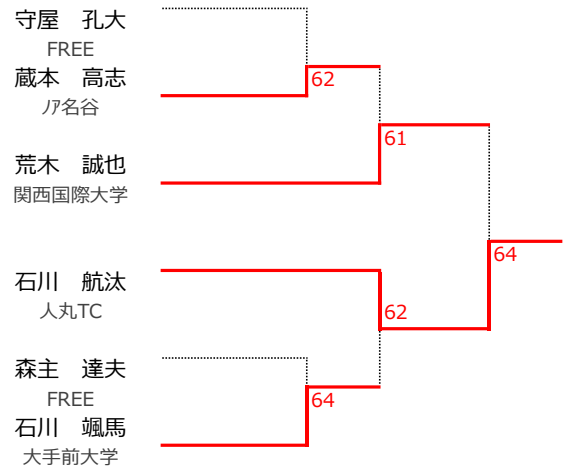 守屋　孔大
FREE
蔵本　高志
ﾉｱ名谷
62
61
荒木　誠也
関西国際大学
64
石川　航汰
人丸TC
62
森主　達夫
FREE
64
石川　颯馬
大手前大学